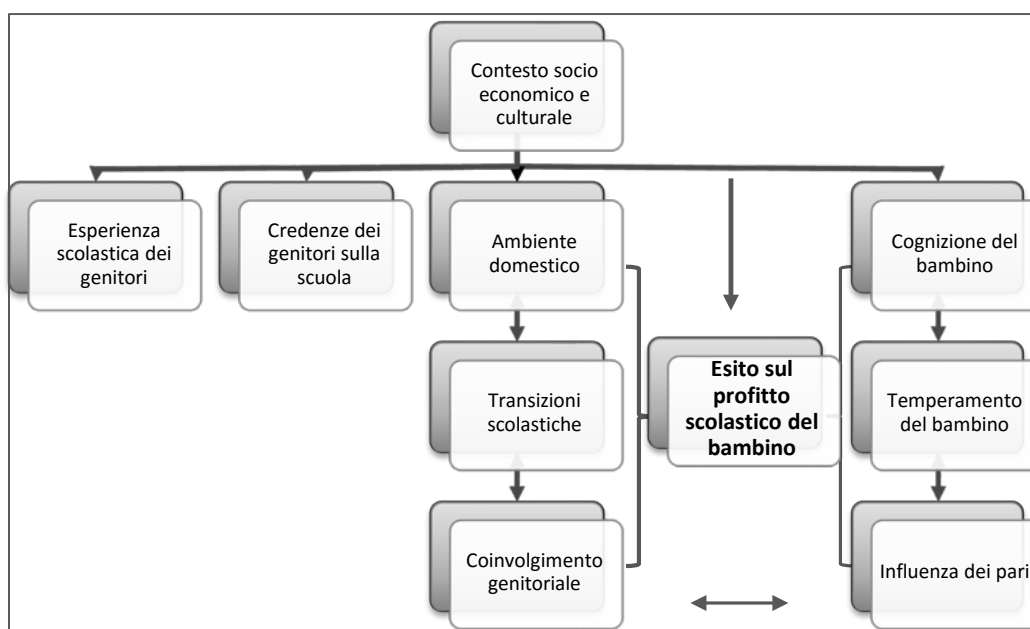 Contesto socio
economico e
culturale
Esperienza
scolastica dei
genitori
Credenze dei
genitori sulla
scuola
Ambiente
domestico
Cognizione del
bambino
Transizioni
scolastiche
Esito sul
profitto
scolastico del
bambino
Temperamento
del bambino
Coinvolgimento
genitoriale
Influenza dei pari